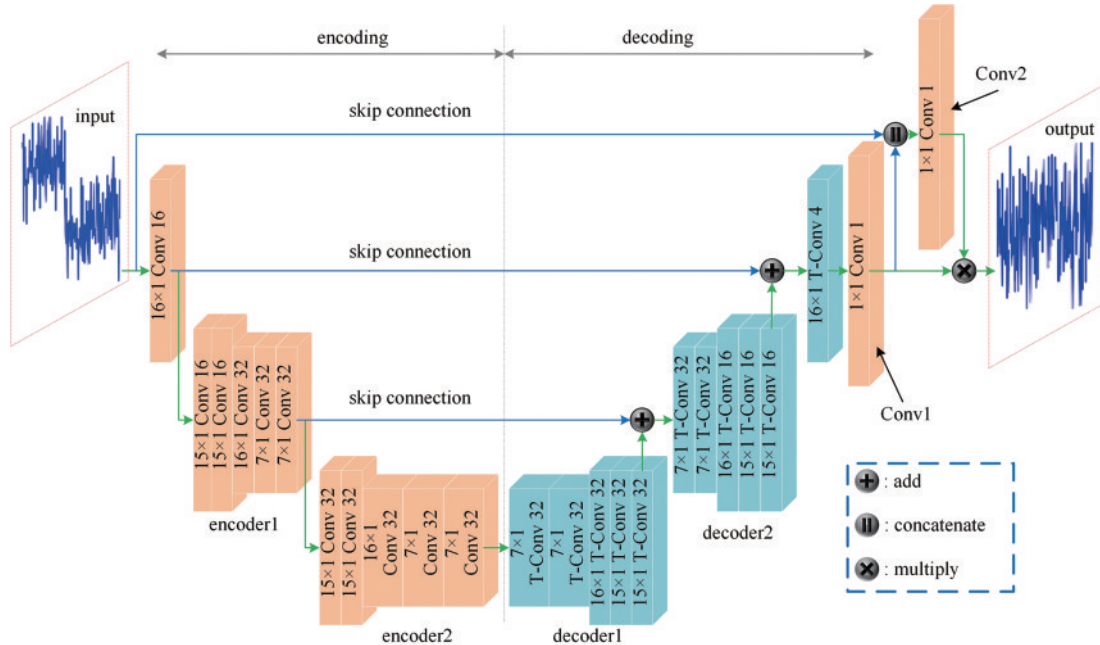 encoding
decoding
Conv2
input
skip connection
1×1 Conv 1
output
16×1 Conv 16
skip connection
16×1 T-Conv 4
1×1 Conv 1
15×1 Conv 16
15×1 Conv 16
16×1 Conv 32
7×1 Conv 32
7×1 Conv 32
skip connection
7×1 T-Conv 32
7×1 T-Conv 32
16×1 T-Conv 16
15×1 T-Conv 16
15×1 T-Conv 16
Conv1
encoder1
15×1 Conv 32
15×1 Conv 32
16×1
Conv 32
7×1
Conv 32
7×1
Conv 32
7×1
T-Conv 32
7×1
T-Conv 32
16×1 T-Conv 32
15×1 T-Conv 32
15×1 T-Conv 32
decoder2
encoder2
decoder1
: add
: concatenate
: multiply